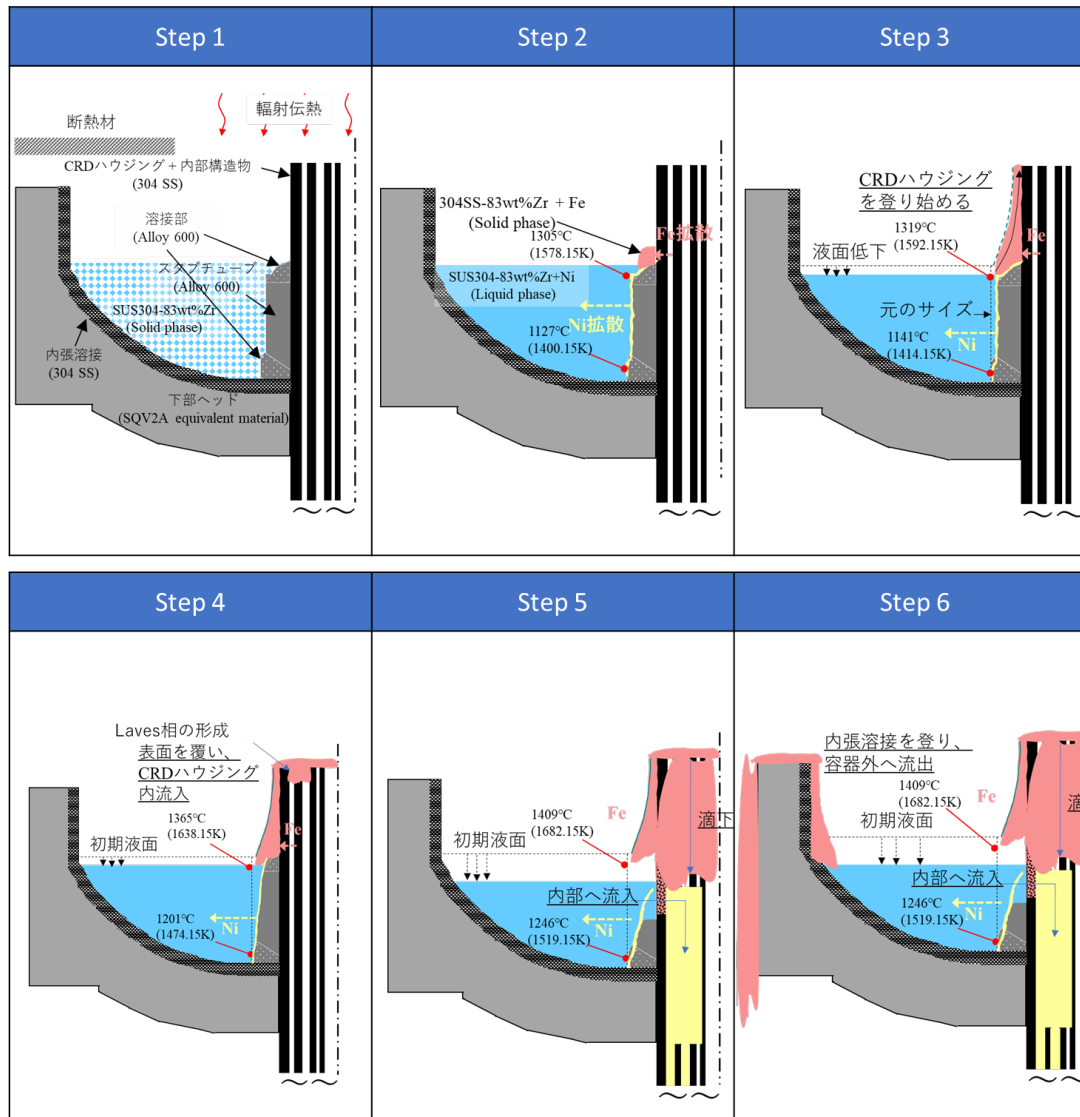 Step 1
輻射伝熱
断熱材
CRDハウジング+内部構造物
(304 SS)
溶接部
(Alloy 600)
スタブチューブ
(Alloy 600)
SUS304-83wt%Zr
(Solid phase)
内張溶接
(304 SS)
下部ヘッド
(SQV2A equivalent material)
Step 2
304SS-83wt%Zr + Fe
(Solid phase)
Fe拡散
1305℃
(1578.15K)
SUS304-83wt%Zr+Ni
(Liquid phase)
Ni拡散
1127℃
(1400.15K)
Step 3
CRDハウジング
を登り始める
1319℃
(1592.15K)
Fe
液面低下
元のサイズ
1141℃
(1414.15K)
Ni
Step 4
Laves相の形成
表面を覆い、
CRDハウジング
内流入
1365℃
(1638.15K)
Fe
初期液面
1201℃
(1474.15K)
Ni
Step 5
1409℃
(1682.15K)
Fe
滴下
初期液面
内部へ流入
1246℃
(1519.15K)
Ni
Step 6
内張溶接を登り、
容器外へ流出
1409℃
(1682.15K)
Fe
滴
初期液面
内部へ流入
1246℃
(1519.15K)
Ni